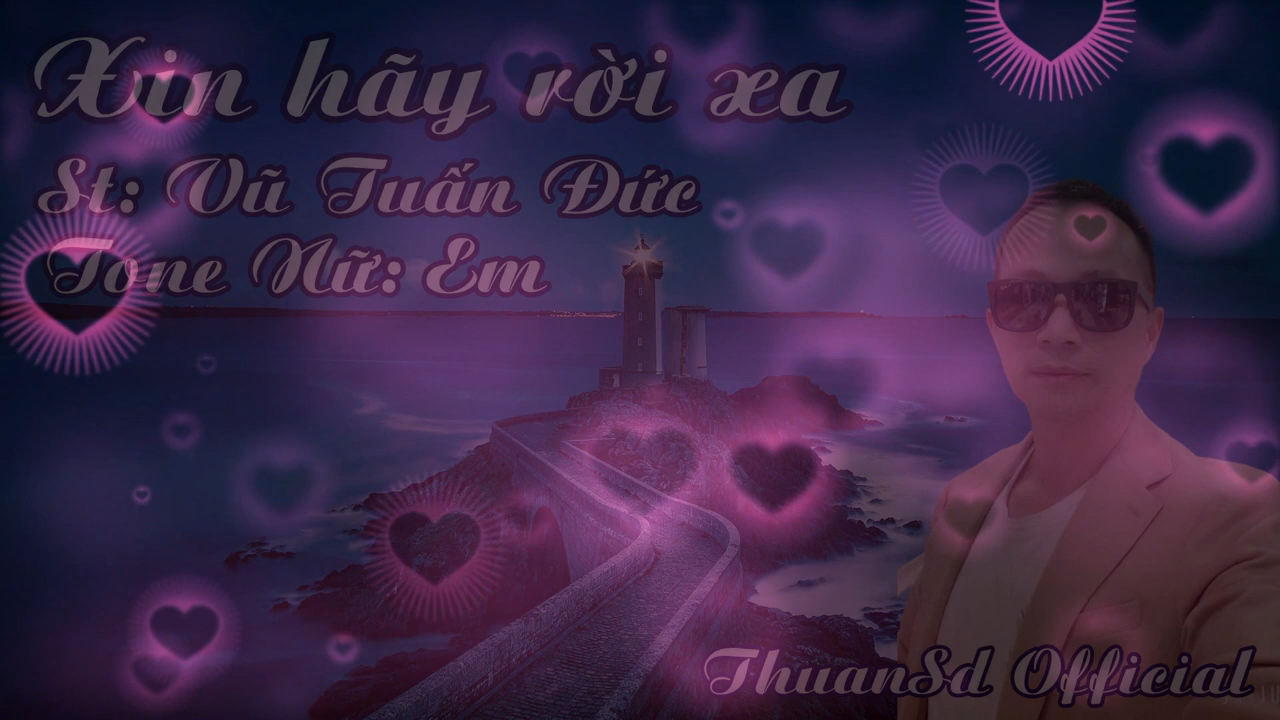 Xin hãy rời xa
St: Vũ Tuấn Đức
Tone Nữ: Em
ThuanSd Official